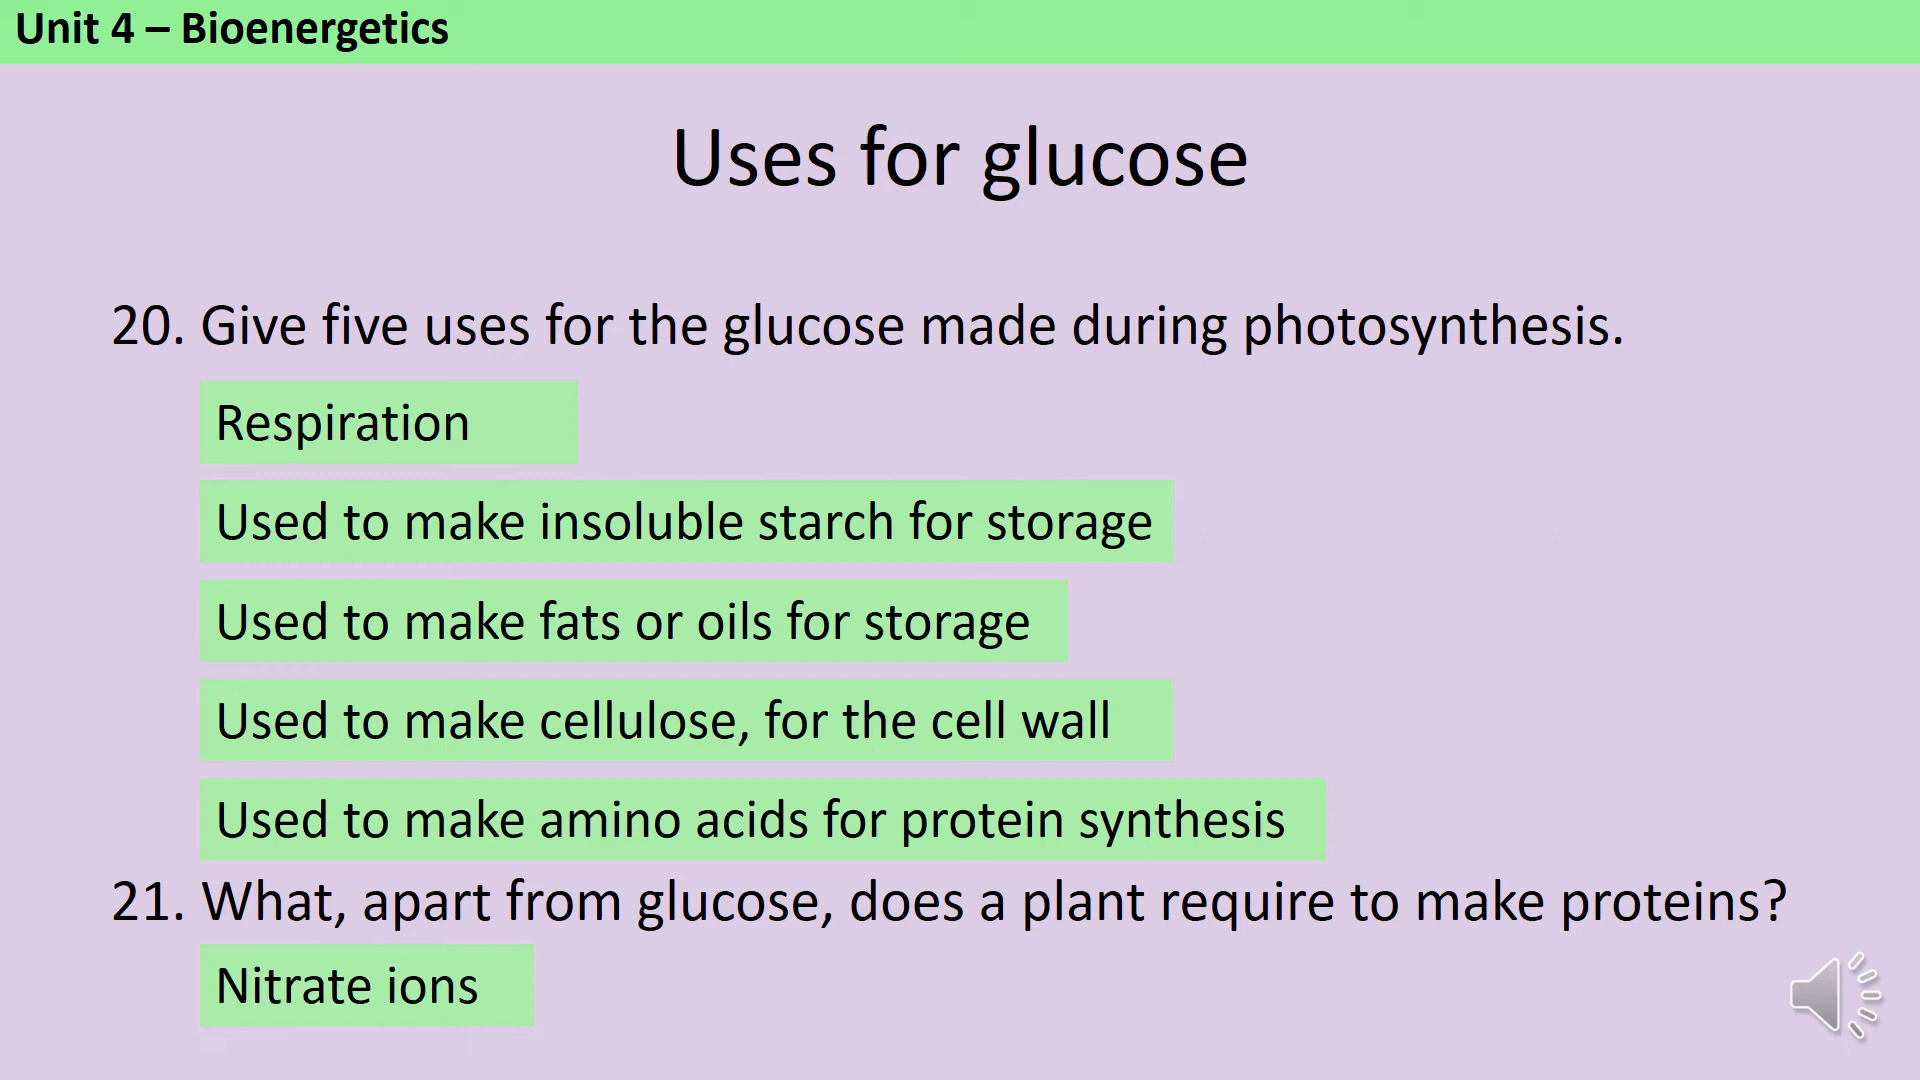 Unit 4 – Bioenergetics
Uses for glucose
20. Give five uses for the glucose made during photosynthesis.
Respiration
Used to make insoluble starch for storage
Used to make fats or oils for storage
Used to make cellulose, for the cell wall
Used to make amino acids for protein synthesis
21. What, apart from glucose, does a plant require to make proteins?
Nitrate ions